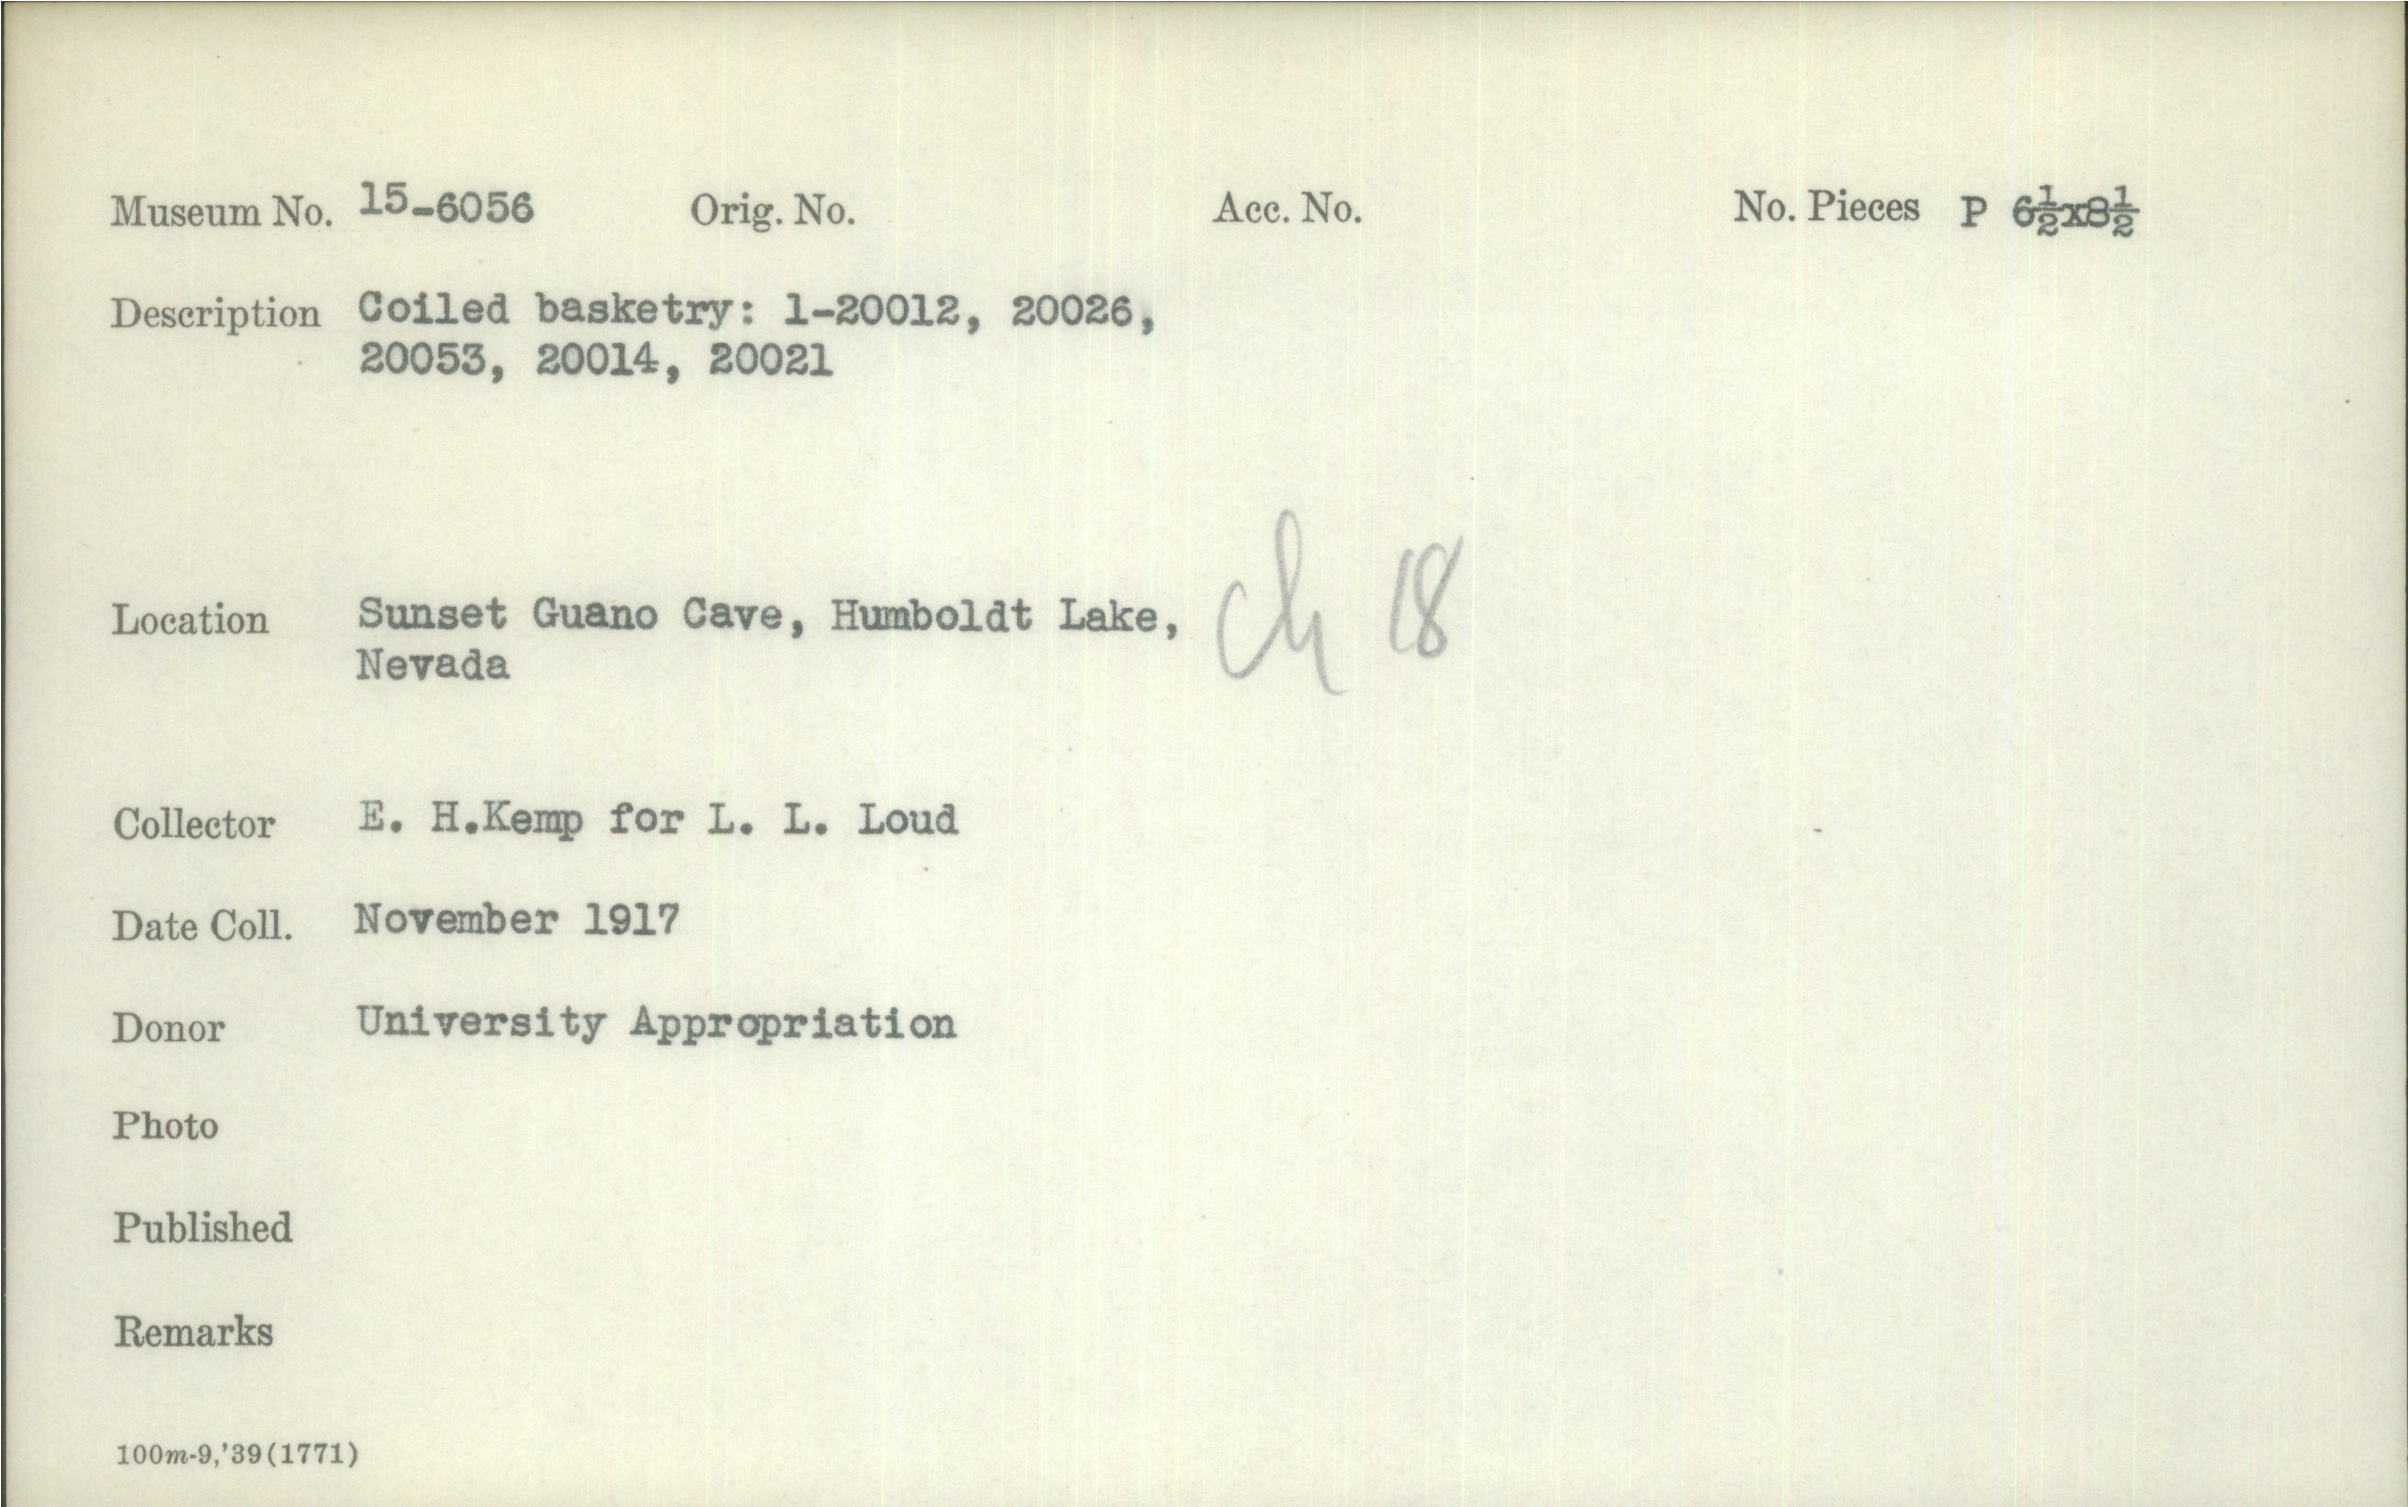 Museum No. 15-6056 Orig. No. Acc. No. No. Pieces P 6½x8½
Description Coiled basketry: 1-20012, 20026,
20053, 20014, 20021
Location Sunset Guano Cave, Humboldt Lake, Ch 18
Nevada
Collector E. H.Kemp for L. L. Loud
Date Coll. November 1917
Donor University Appropriation
Photo
Published
Remarks
100m-9,'39(1771)